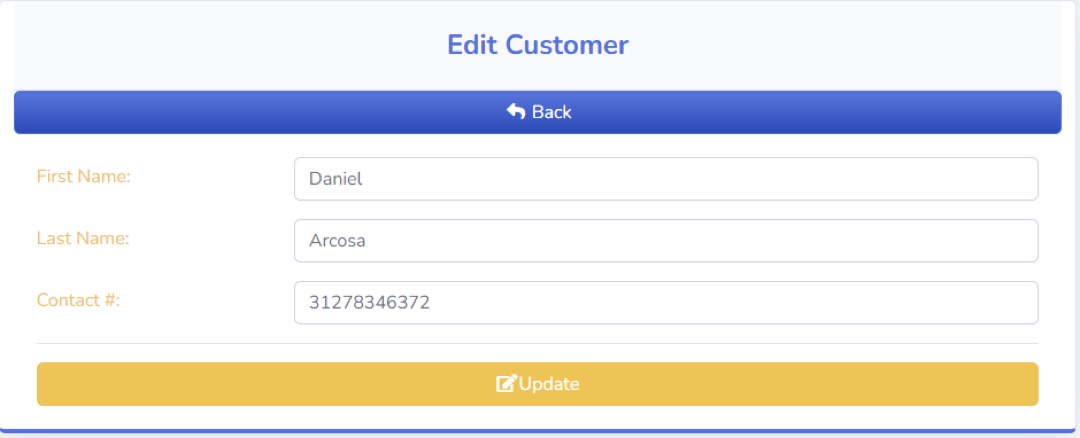 Edit Customer
Back
First Name: Daniel
Last Name: Arcosa
Contact #: 31278346372
Update